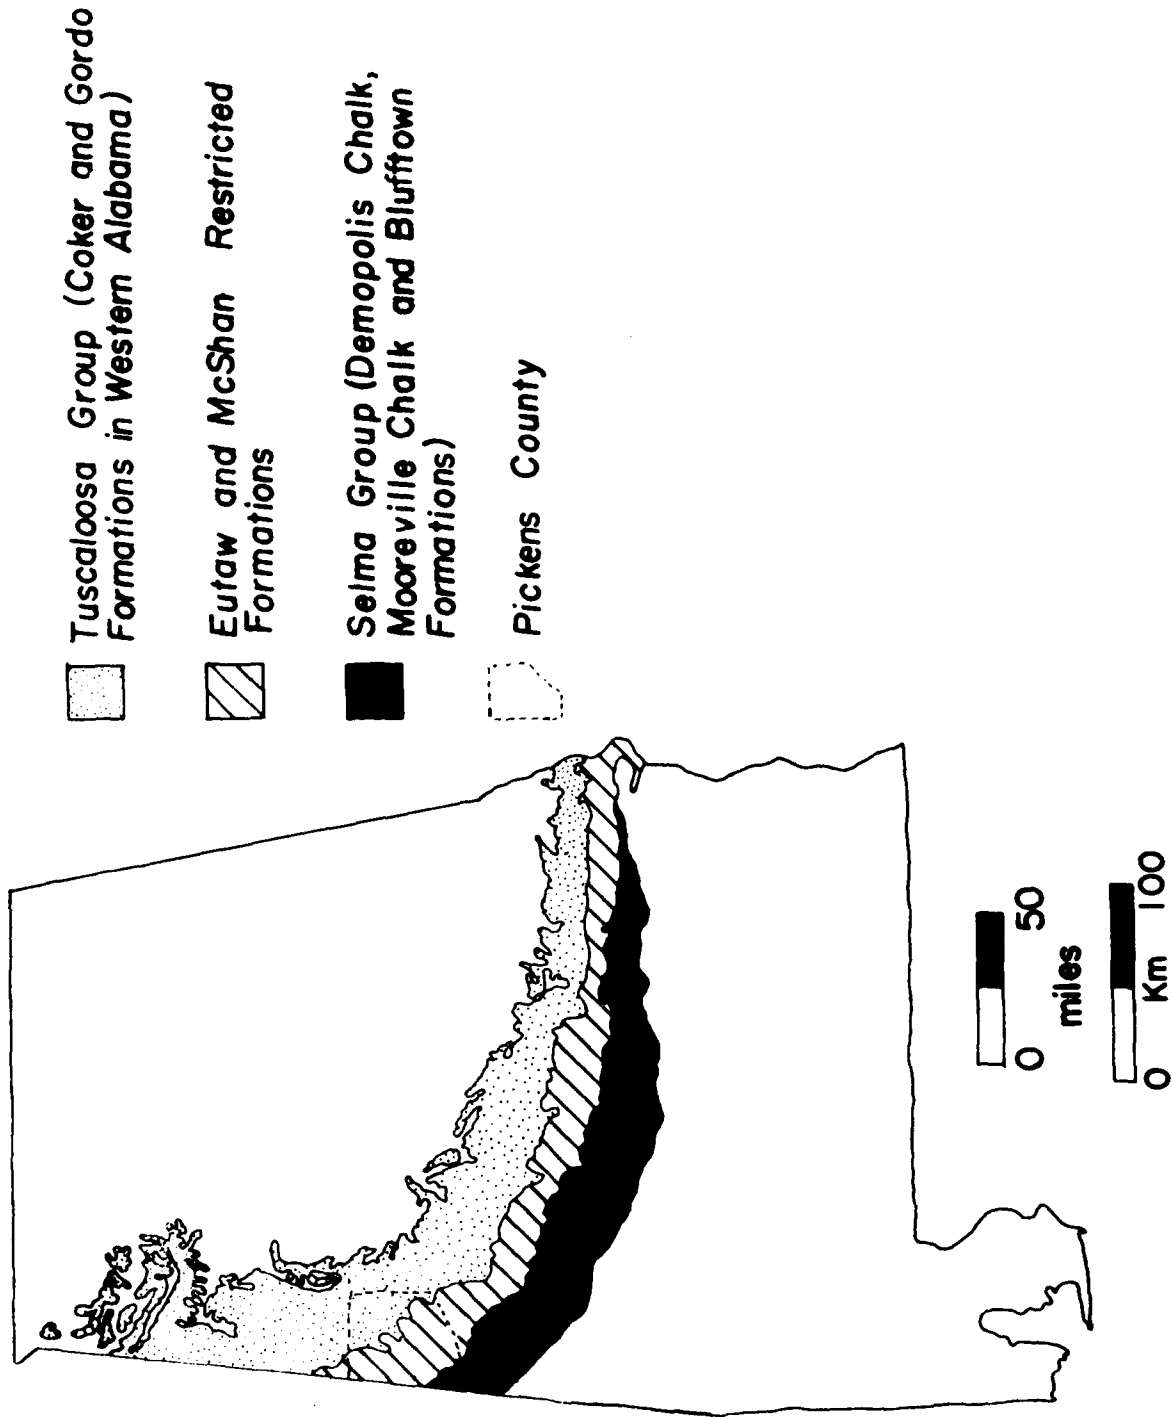 Tuscaloosa Group (Coker and Gordo
Formations in Western Alabama)
Eutaw and McShan Restricted
Formations
Selma Group (Demopolis Chalk,
Mooreville Chalk and Blufftown
Formations)
Pickens County
0 50
miles
0 100
Km